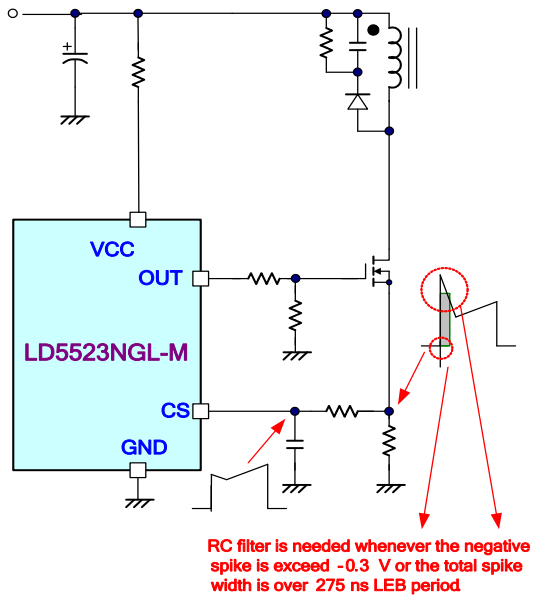 +
VCC
OUT
LD5523NGL-M
CS
GND
RC filter is needed whenever the negative
spike is exceed -0.3 V or the total spike
width is over 275 ns LEB period.